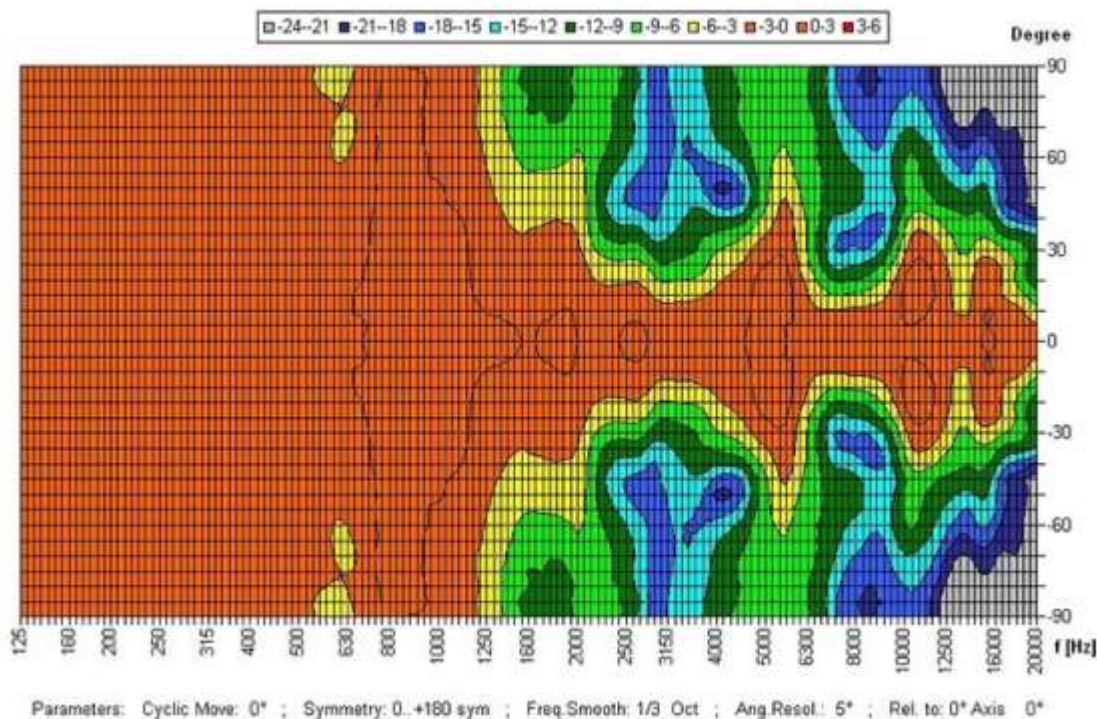 -24--21 -21--18 -18--15 -15--12 -12--9 -9--6 -6--3 -3-0 0-3 3-6
Degree
90
60
30
0
-30
-60
-90
125 160 200 250 315 400 500 630 800 1000 1250 1600 2000 2500 3150 4000 5000 6300 8000 10000 12500 16000 20000
f [Hz]
Parameters: Cyclic Move: 0° ; Symmetry: 0..+180 sym ; Freq.Smooth: 1/3 Oct ; Ang.Resol.: 5° ; Rel. to: 0° Axis 0°